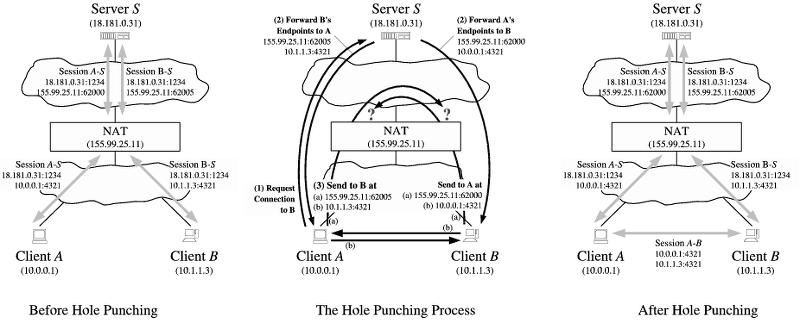 Server S
(18.181.0.31)
Session A-S
18.181.0.31:1234
155.99.25.11:62000
Session B-S
18.181.0.31:1234
155.99.25.11:62005
NAT
(155.99.25.11)
Session A-S
18.181.0.31:1234
10.0.0.1:4321
Session B-S
18.181.0.31:1234
10.1.1.3:4321
Client A
(10.0.0.1)
Client B
(10.1.1.3)
Before Hole Punching
Server S
(18.181.0.31)
(2) Forward B's
Endpoints to A
155.99.25.11:62005
10.1.1.3:4321
(2) Forward A's
Endpoints to B
155.99.25.11:62000
10.0.0.1:4321
?
?
NAT
(155.99.25.11)
(1) Request
Connection
to B
(3) Send to B at
(a) 155.99.25.11:62005
(b) 10.1.1.3:4321
(a)
Send to A at
(a) 155.99.25.11:62000
(b) 10.0.0.1:4321
(a)
(b)
(b)
Client A
(10.0.0.1)
Client B
(10.1.1.3)
The Hole Punching Process
Server S
(18.181.0.31)
Session A-S
18.181.0.31:1234
155.99.25.11:62000
Session B-S
18.181.0.31:1234
155.99.25.11:62005
NAT
(155.99.25.11)
Session A-S
18.181.0.31:1234
10.0.0.1:4321
Session B-S
18.181.0.31:1234
10.1.1.3:4321
Client A
(10.0.0.1)
Session A-B
10.0.0.1:4321
10.1.1.3:4321
Client B
(10.1.1.3)
After Hole Punching